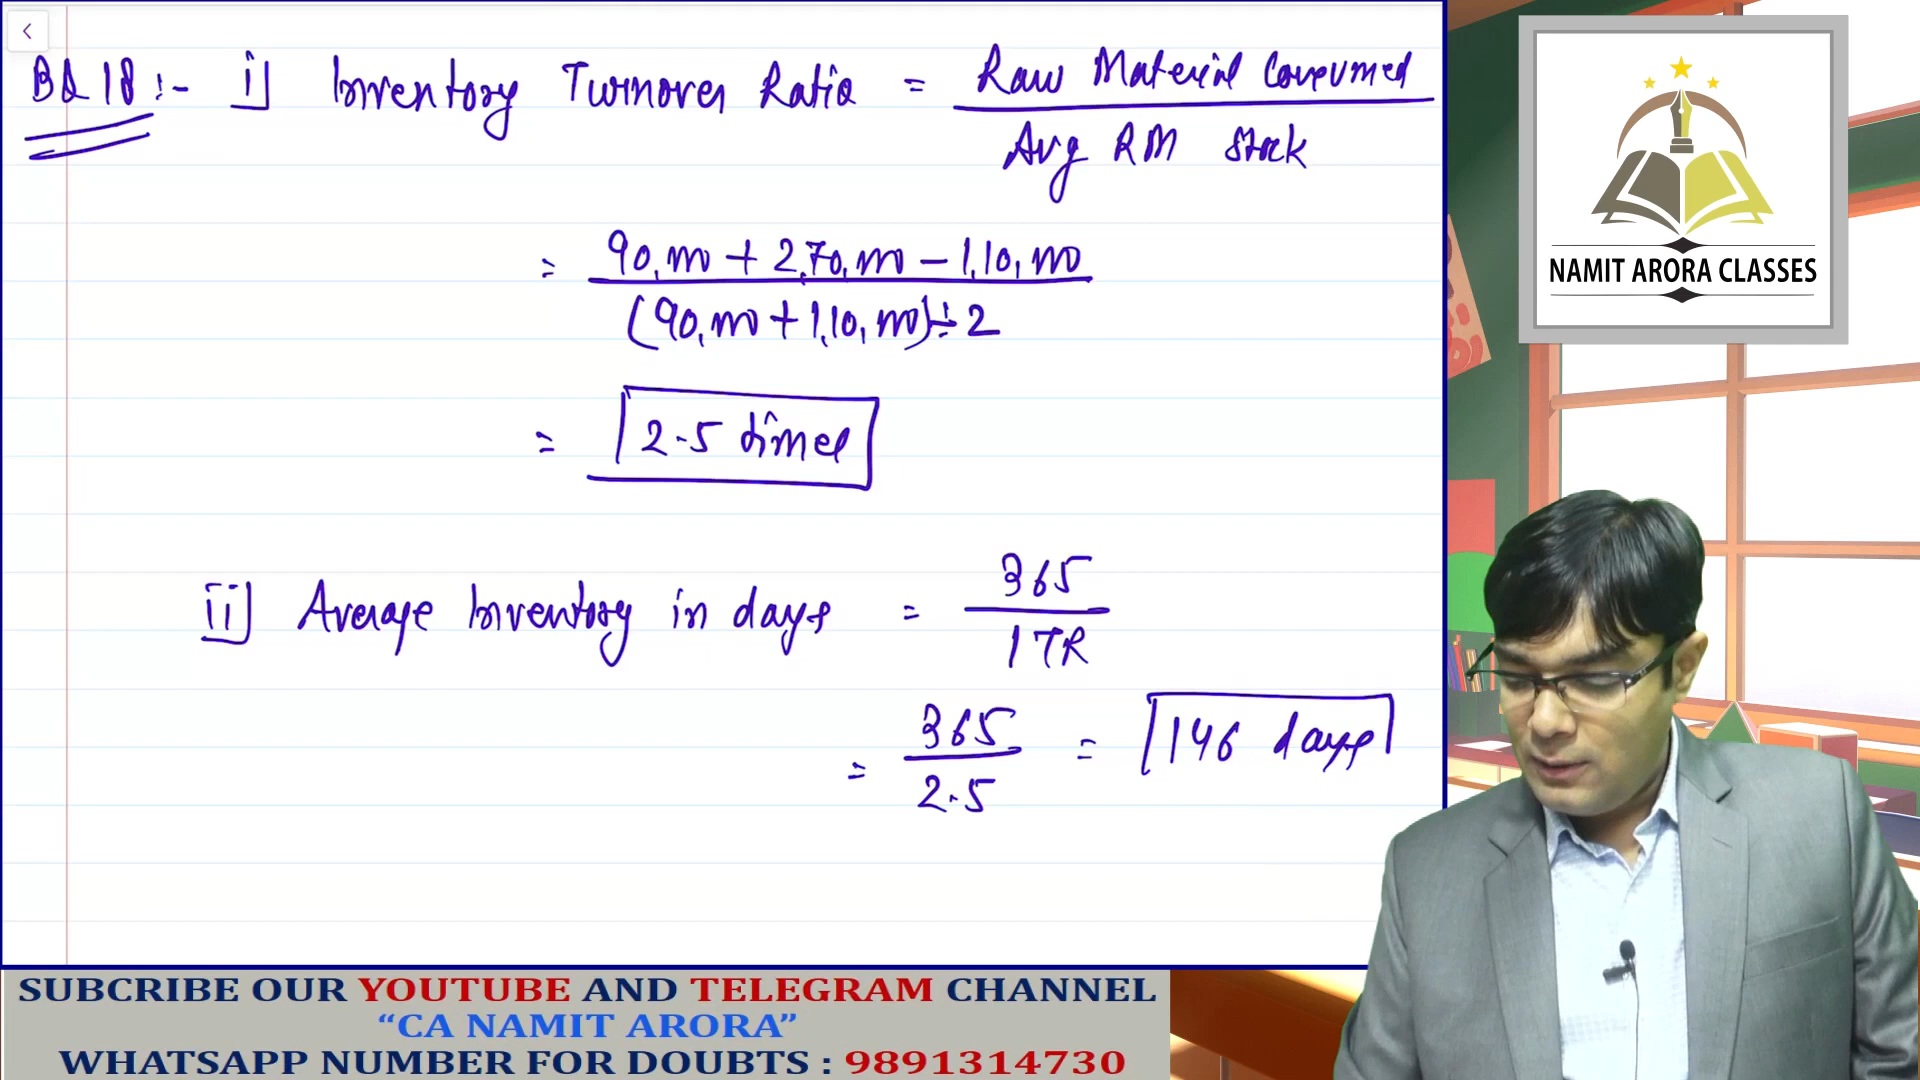 BQ 18 :- i] Inventory Turnover Ratio = Raw Material Consumed
Avg RM Stock
= 90,000 + 2,70,000 - 1,10,000
(90,000 + 1,10,000) ÷ 2
= 2.5 times
ii] Average Inventory in days = 365
ITR
= 365 = 146 days
2.5
NAMIT ARORA CLASSES
SUBCRIBE OUR YOUTUBE AND TELEGRAM CHANNEL
“CA NAMIT ARORA”
WHATSAPP NUMBER FOR DOUBTS : 9891314730